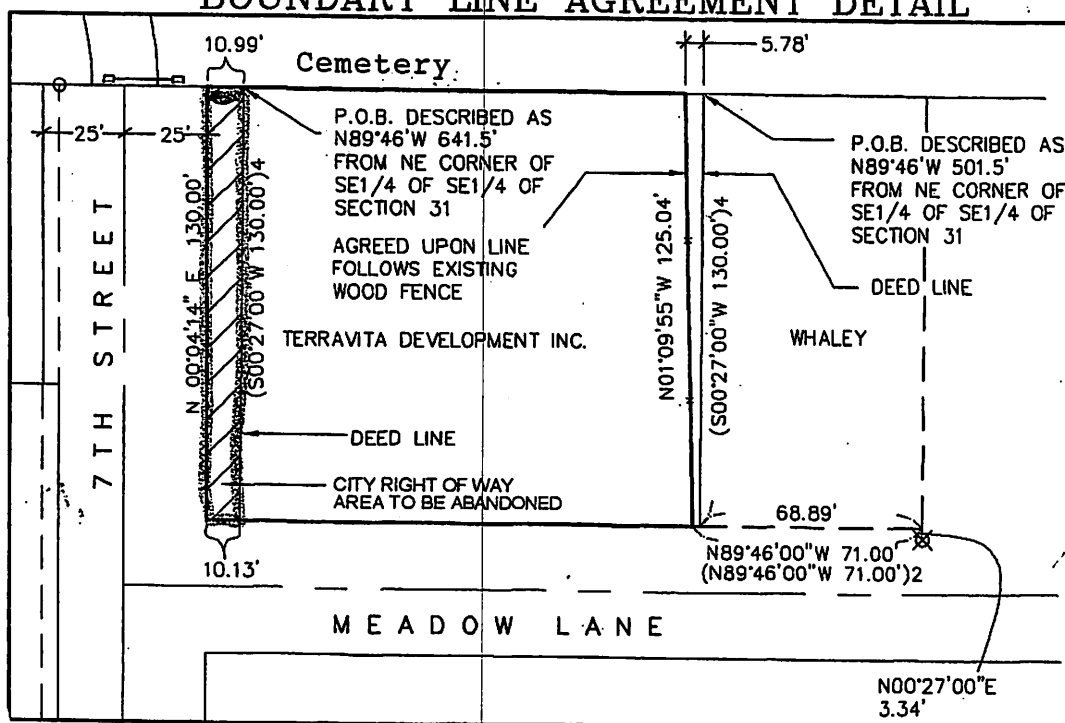 BOUNDARY LINE AGREEMENT DETAIL
10.99'
Cemetery
5.78'
25'
25'
P.O.B. DESCRIBED AS
N89°46'W 641.5'
FROM NE CORNER OF
SE1/4 OF SE1/4 OF
SECTION 31
P.O.B. DESCRIBED AS
N89°46'W 501.5'
FROM NE CORNER OF
SE1/4 OF SE1/4 OF
SECTION 31
7TH STREET
N 00°04'14" E 130.00'
(S00°27'00"W 130.00')4
AGREED UPON LINE
FOLLOWS EXISTING
WOOD FENCE
N01°09'55"W 125.04'
(S00°27'00"W 130.00')4
DEED LINE
TERRAVITA DEVELOPMENT INC.
WHALEY
DEED LINE
CITY RIGHT OF WAY
AREA TO BE ABANDONED
10.13'
68.89'
N89°46'00"W 71.00'
(N89°46'00"W 71.00')2
MEADOW LANE
N00°27'00"E
3.34'